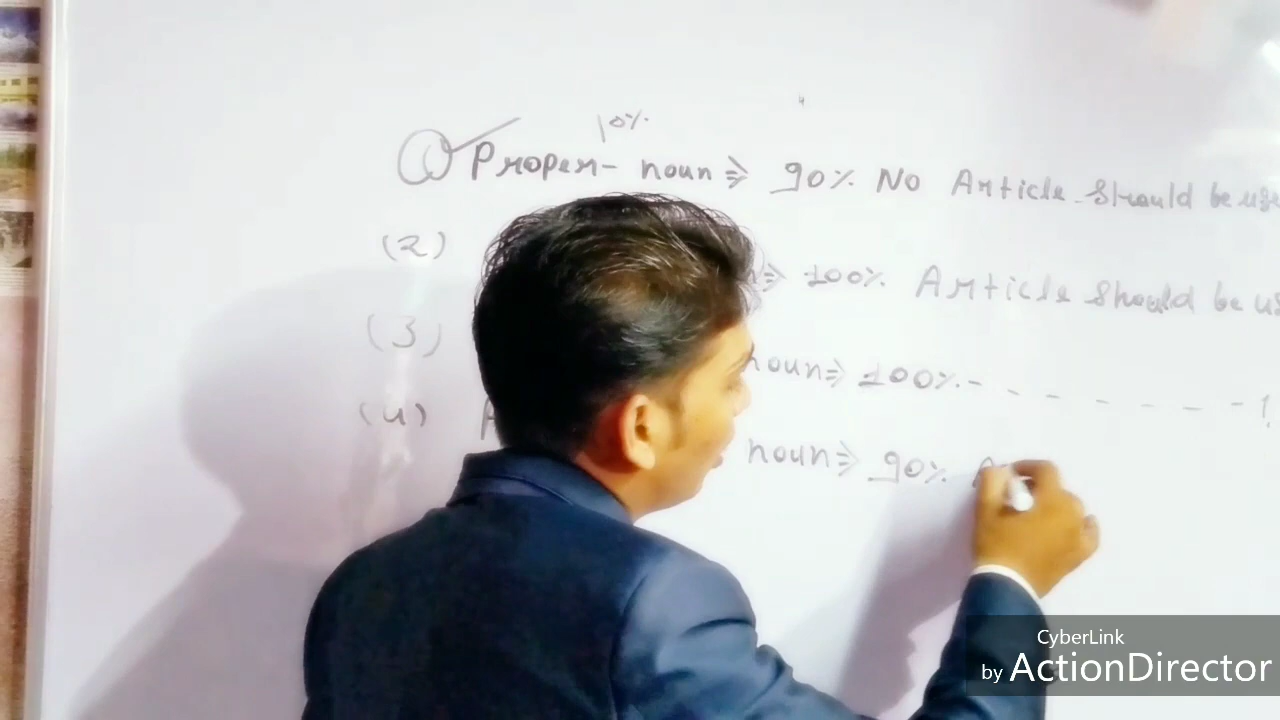 10%
(1) Proper- noun ⇒ 90% No Article should be use
(2) ⇒ 100% Article should be us
(3) noun ⇒ 100% - - - - - - - - !
(4) A noun ⇒ 90% A
CyberLink
by ActionDirector